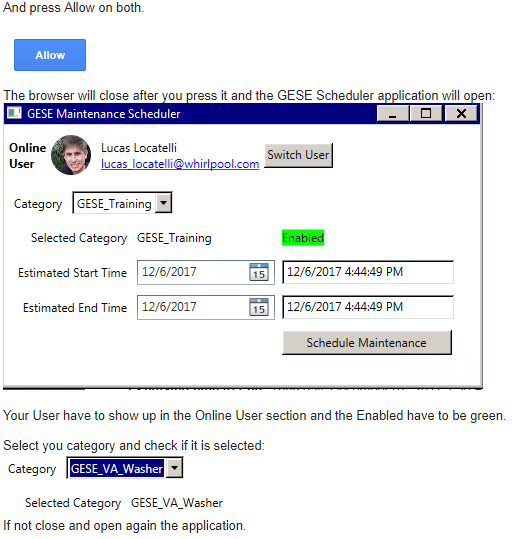 And press Allow on both.
Allow
The browser will close after you press it and the GESE Scheduler application will open:
GESE Maintenance Scheduler
Online User
Lucas Locatelli
lucas_locatelli@whirlpool.com
Switch User
Category GESE_Training
Selected Category GESE_Training Enabled
Estimated Start Time 12/6/2017 15 12/6/2017 4:44:49 PM
Estimated End Time 12/6/2017 15 12/6/2017 4:44:49 PM
Schedule Maintenance
Your User have to show up in the Online User section and the Enabled have to be green.
Select you category and check if it is selected:
Category GESE_VA_Washer
Selected Category GESE_VA_Washer
If not close and open again the application.